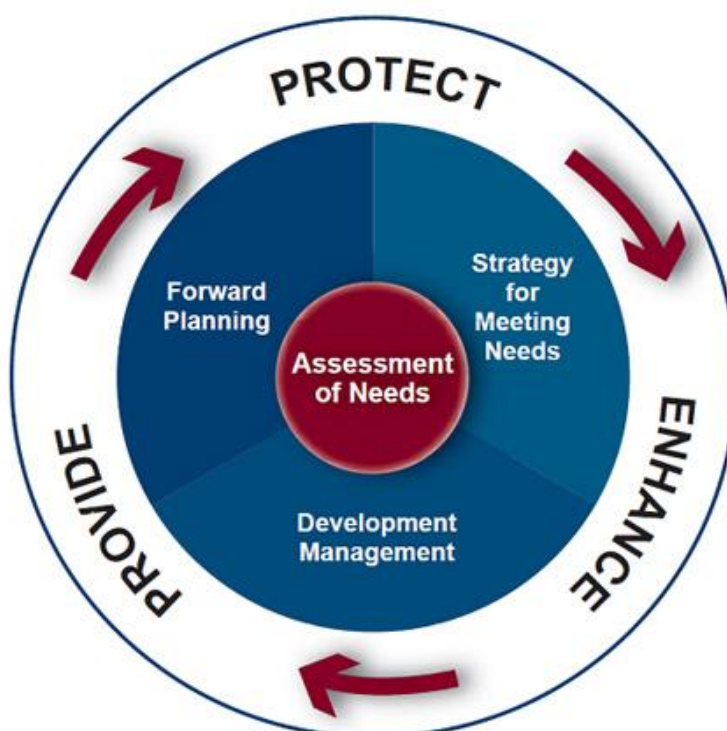 PROTECT
Forward
Planning
Strategy
for
Meeting
Needs
Assessment
of Needs
Development
Management
PROVIDE
ENHANCE